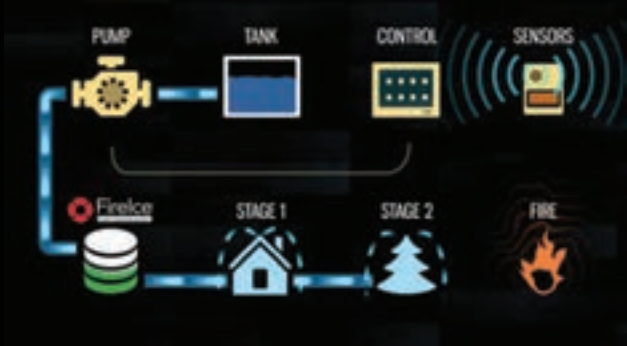 PUMP
TANK
CONTROL
SENSORS
FireIce
STAGE 1
STAGE 2
FIRE